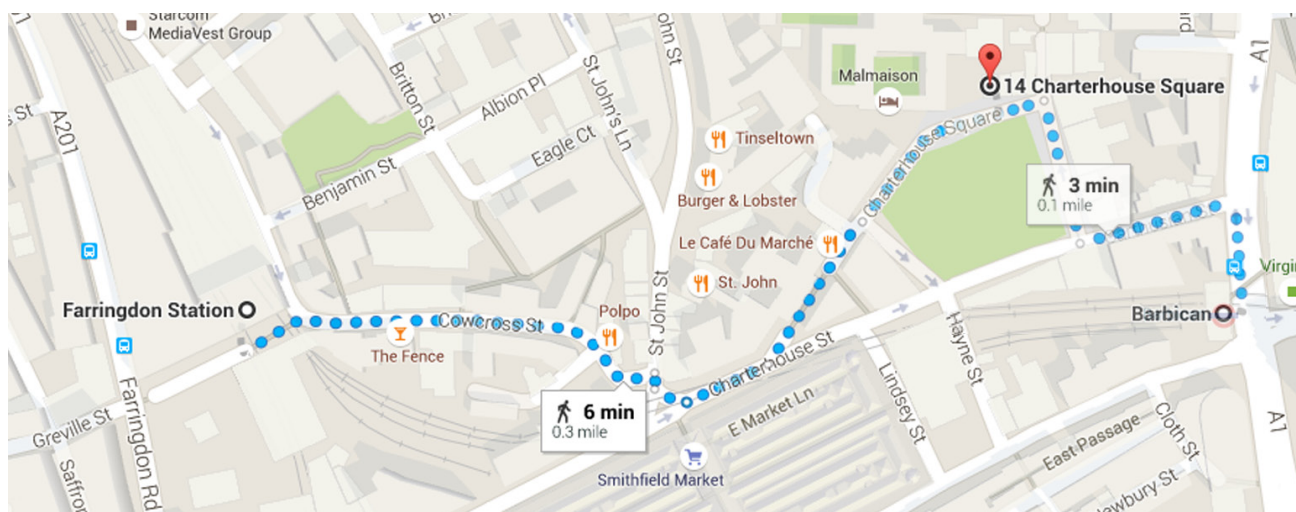 Starcom
MediaVest Group
A201
Britton St
Albion Pl
St John's Ln
John St
Eagle Ct
Benjamin St
Tinseltown
Burger & Lobster
Le Café Du Marché
St. John
Malmaison
14 Charterhouse Square
Charterhouse Square
A1
3 min
0.1 mile
Barbican
Virgin
Farringdon Station
Cowcross St
The Fence
Polpo
St John St
Charterhouse St
6 min
0.3 mile
Hayne St
Lindsey St
E Market Ln
Smithfield Market
Greville St
Saffron
Farringdon Rd
East Passage
Cloth St
A1